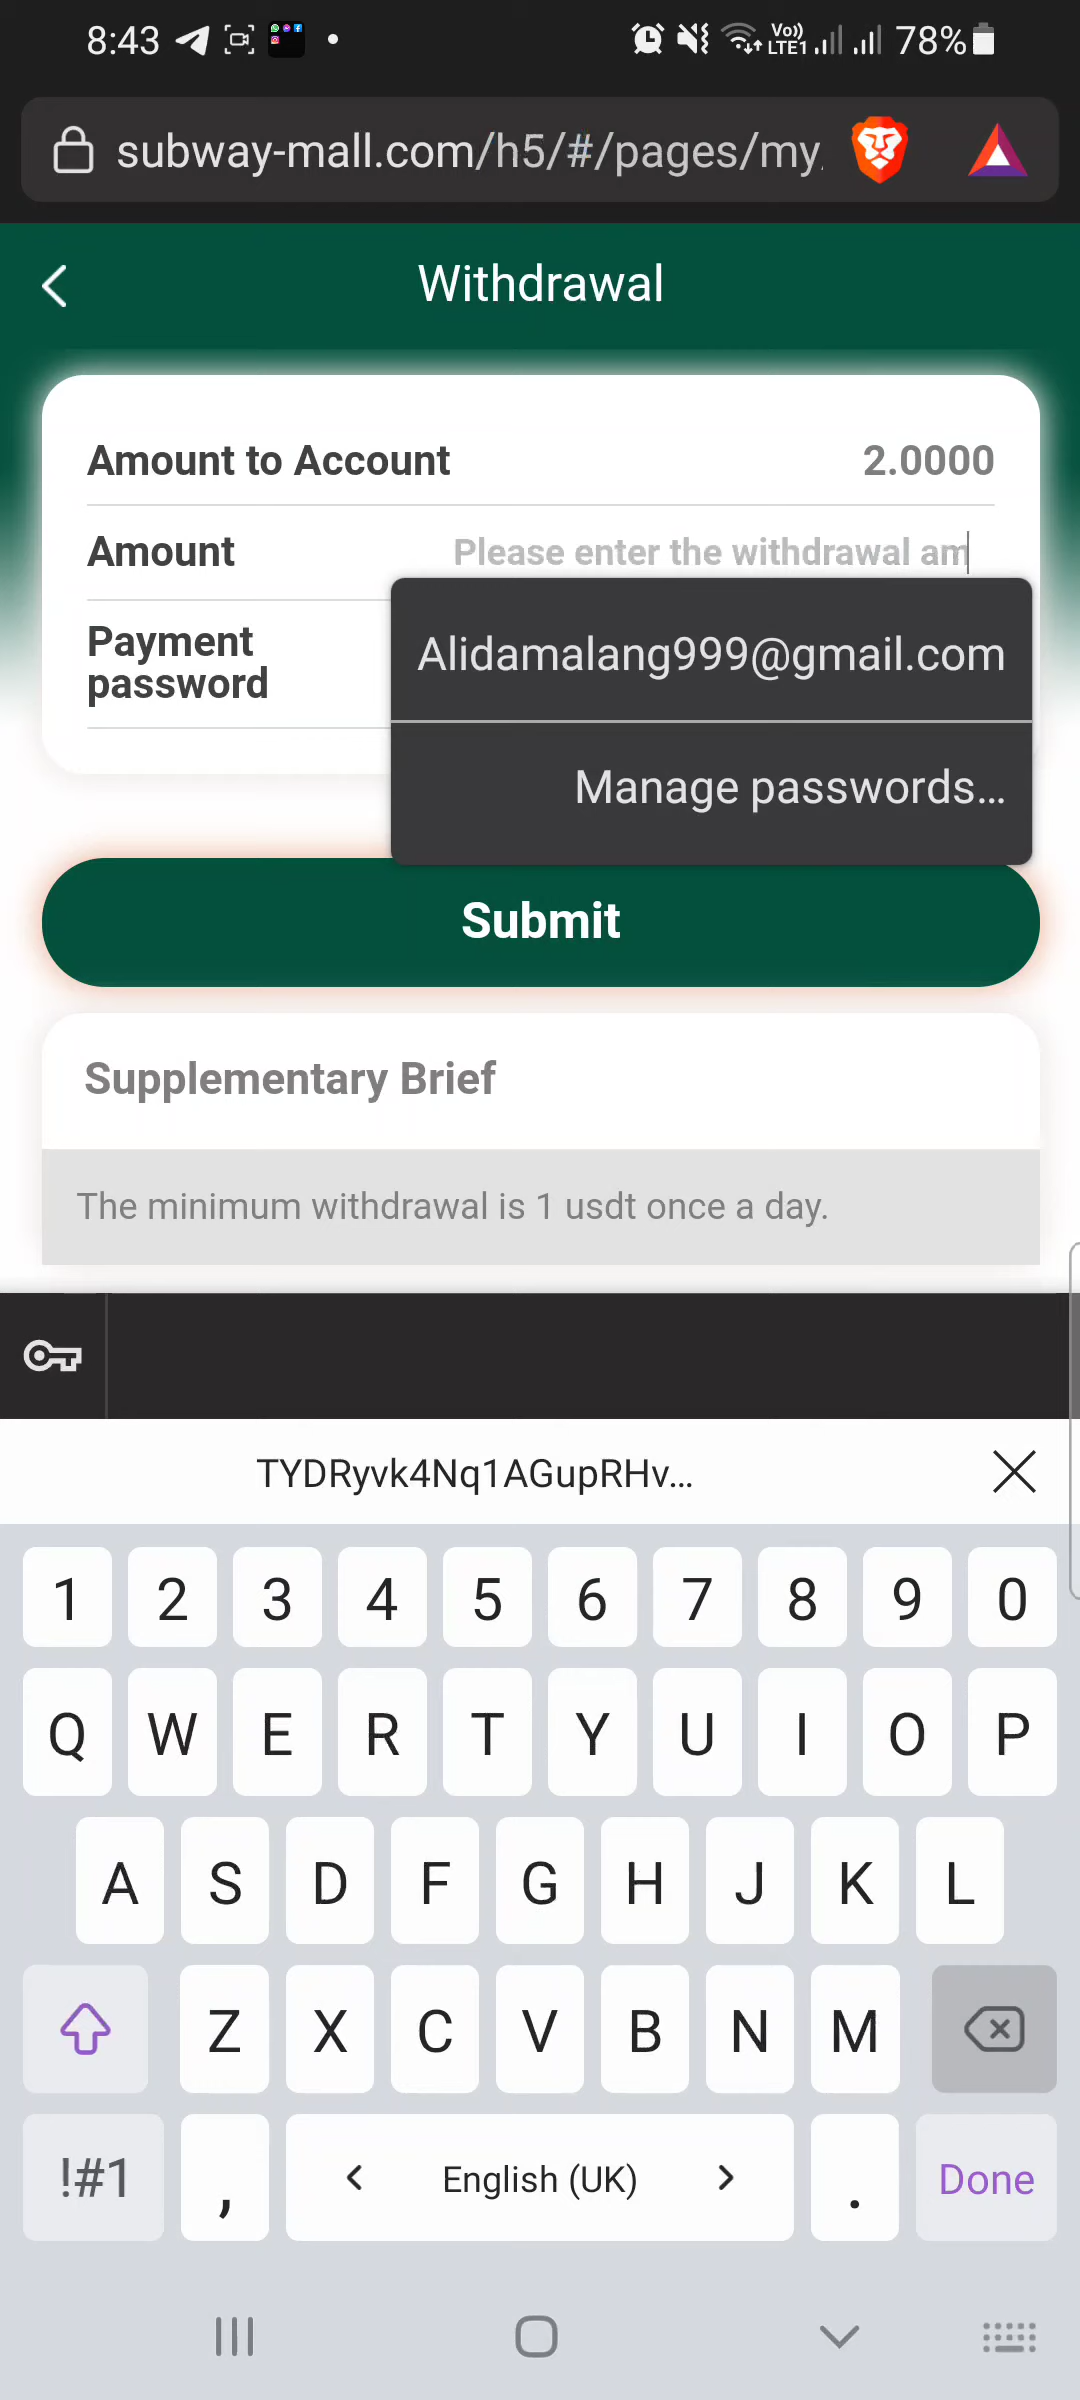 8:43
Vo))
LTE1
78%
subway-mall.com/h5/#/pages/my
Withdrawal
Amount to Account 2.0000
Amount Please enter the withdrawal am
Payment
password
Alidamalang999@gmail.com
Manage passwords...
Submit
Supplementary Brief
The minimum withdrawal is 1 usdt once a day.
TYDRyvk4Nq1AGupRHv...
1 2 3 4 5 6 7 8 9 0
Q W E R T Y U I O P
A S D F G H J K L
Z X C V B N M
!#1 , < English (UK) > . Done